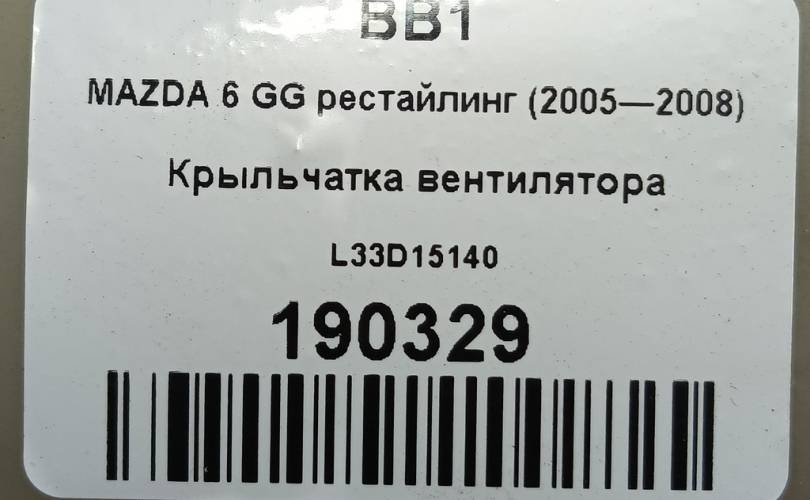 BB1
MAZDA 6 GG рестайлинг (2005—2008)
Крыльчатка вентилятора
L33D15140
190329